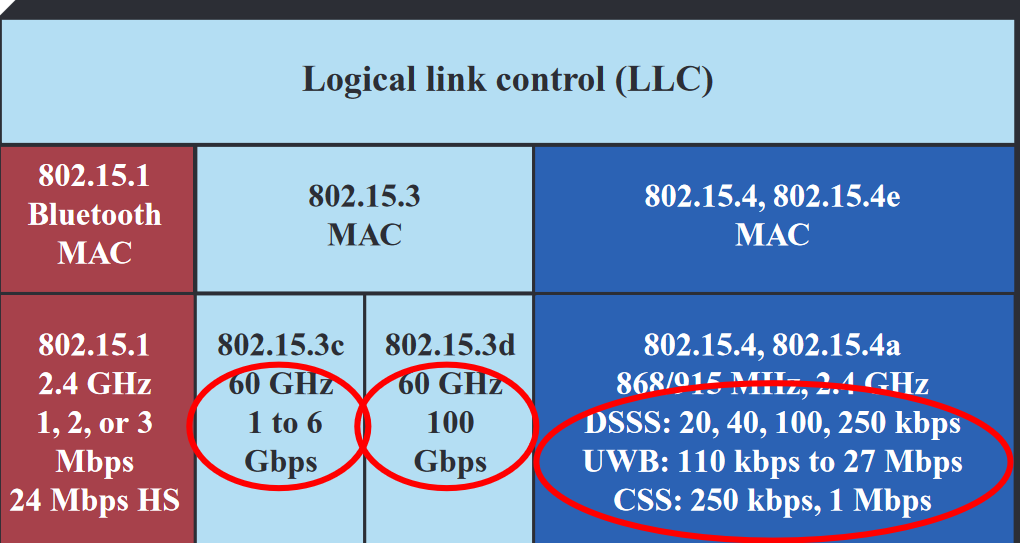 Logical link control (LLC)
802.15.1
Bluetooth
MAC
802.15.3
MAC
802.15.4, 802.15.4e
MAC
802.15.1
2.4 GHz
1, 2, or 3
Mbps
24 Mbps HS
802.15.3c
60 GHz
1 to 6
Gbps
802.15.3d
60 GHz
100
Gbps
802.15.4, 802.15.4a
868/915 MHz, 2.4 GHz
DSSS: 20, 40, 100, 250 kbps
UWB: 110 kbps to 27 Mbps
CSS: 250 kbps, 1 Mbps